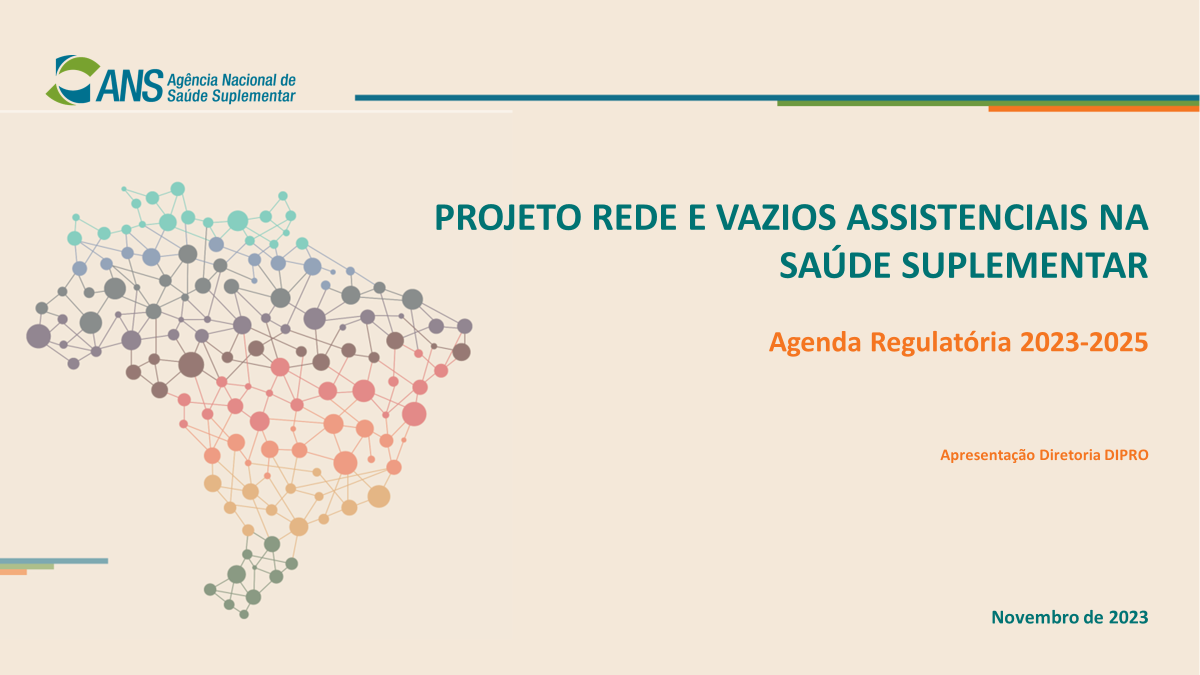 ANS
Agência Nacional de
Saúde Suplementar
PROJETO REDE E VAZIOS ASSISTENCIAIS NA
SAÚDE SUPLEMENTAR
Agenda Regulatória 2023-2025
Apresentação Diretoria DIPRO
Novembro de 2023